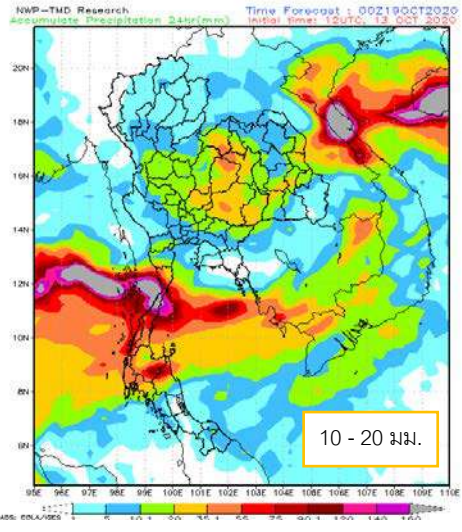 NWP-TMD Research
Time Forecast : 00Z19OCT2020
Accumulate Precipitation 24hr(mm)
Initial time: 12UTC, 13 OCT 2020
20N
18N
16N
14N
12N
10N
8N
6N
10 - 20 มม.
95E 97E 98E 99E 100E 101E 102E 103E 104E 105E 106E 107E 108E 109E 110E